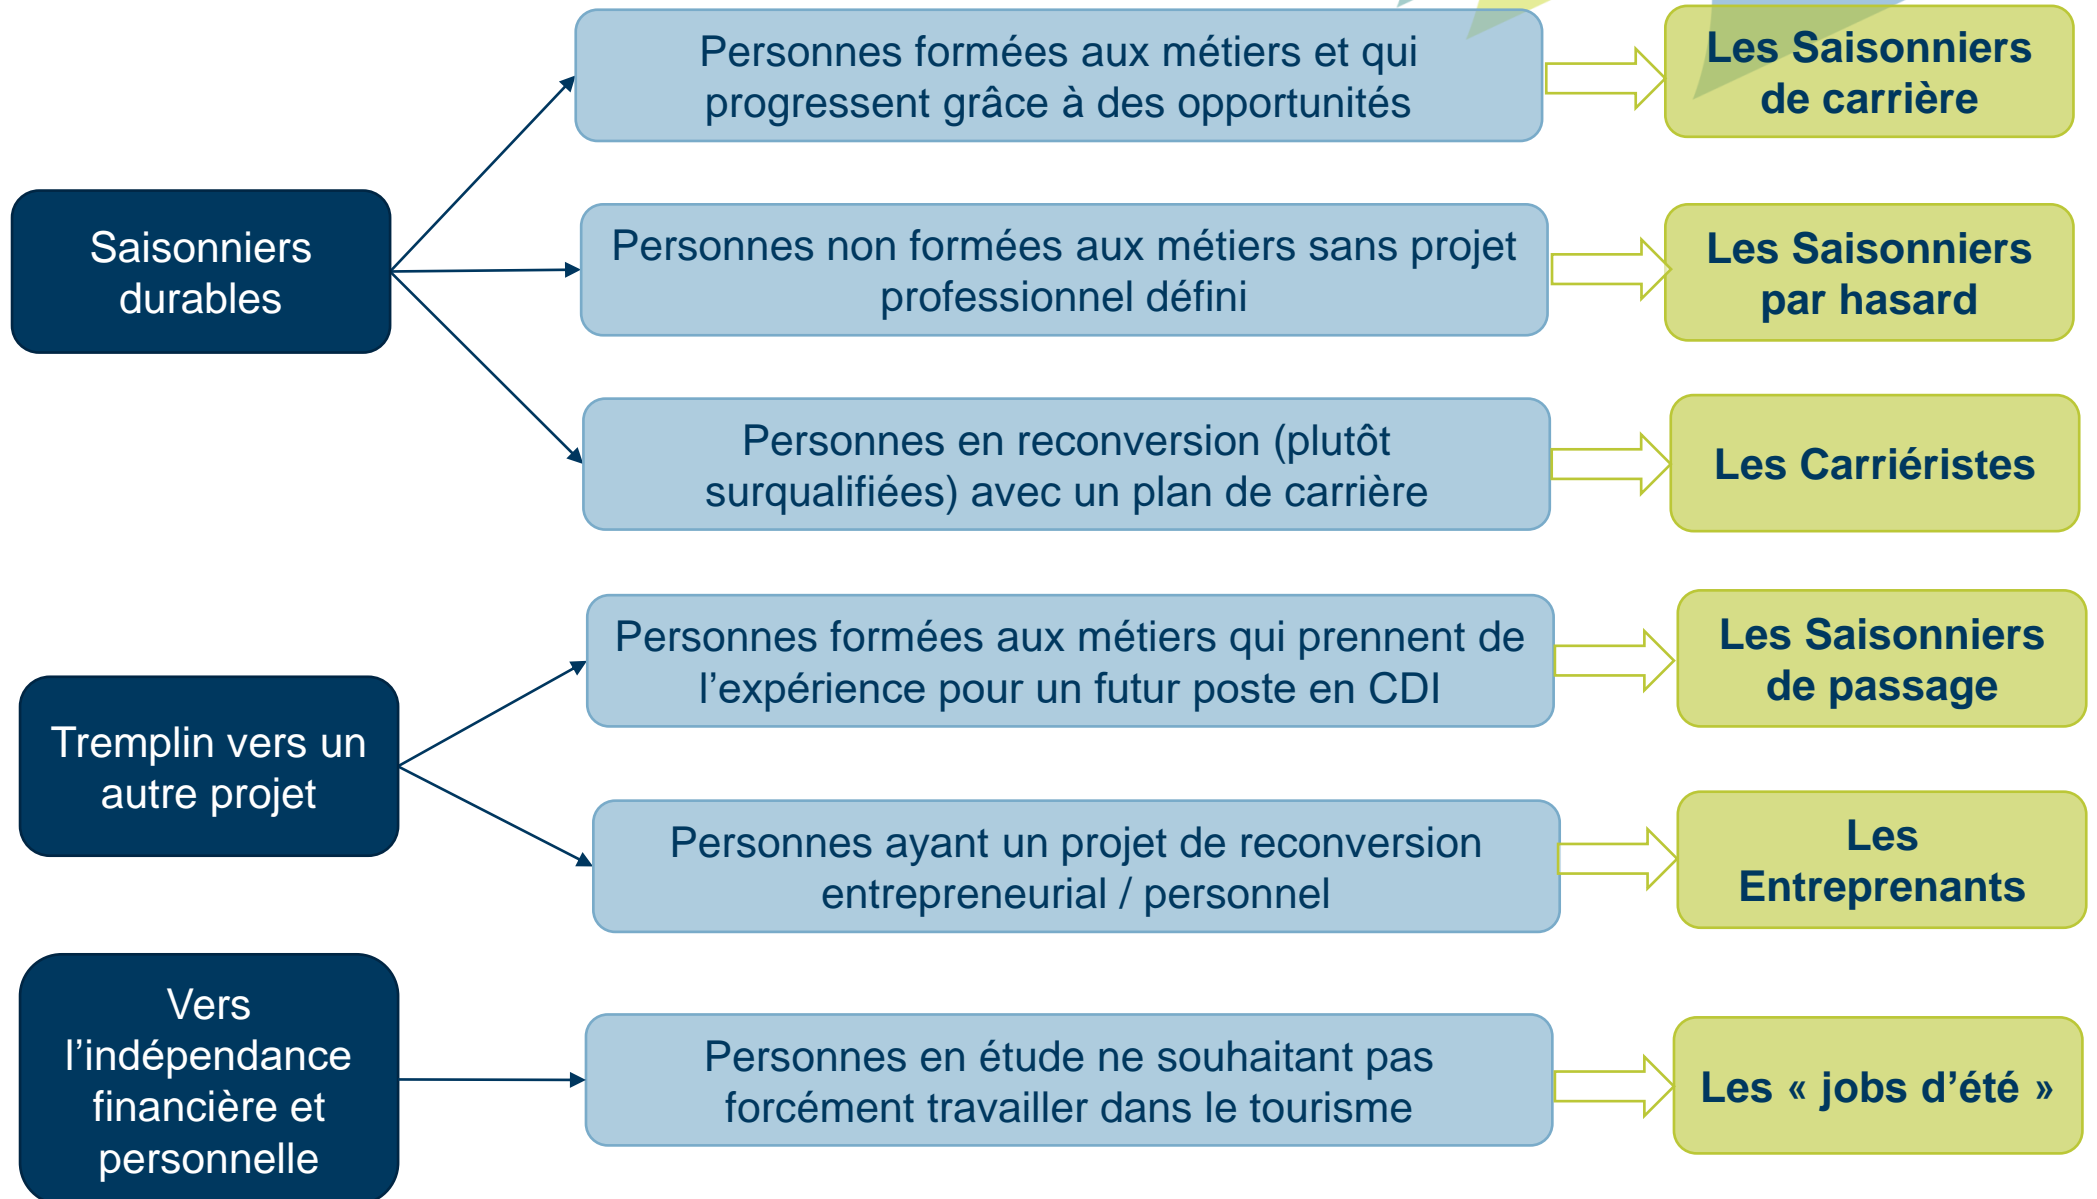 Personnes formées aux métiers et qui
progressent grâce à des opportunités
Les Saisonniers
de carrière
Saisonniers
durables
Personnes non formées aux métiers sans projet
professionnel défini
Les Saisonniers
par hasard
Personnes en reconversion (plutôt
surqualifiées) avec un plan de carrière
Les Carriéristes
Tremplin vers un
autre projet
Personnes formées aux métiers qui prennent de
l’expérience pour un futur poste en CDI
Les Saisonniers
de passage
Personnes ayant un projet de reconversion
entrepreneurial / personnel
Les
Entreprenants
Vers
l’indépendance
financière et
personnelle
Personnes en étude ne souhaitant pas
forcément travailler dans le tourisme
Les « jobs d’été »